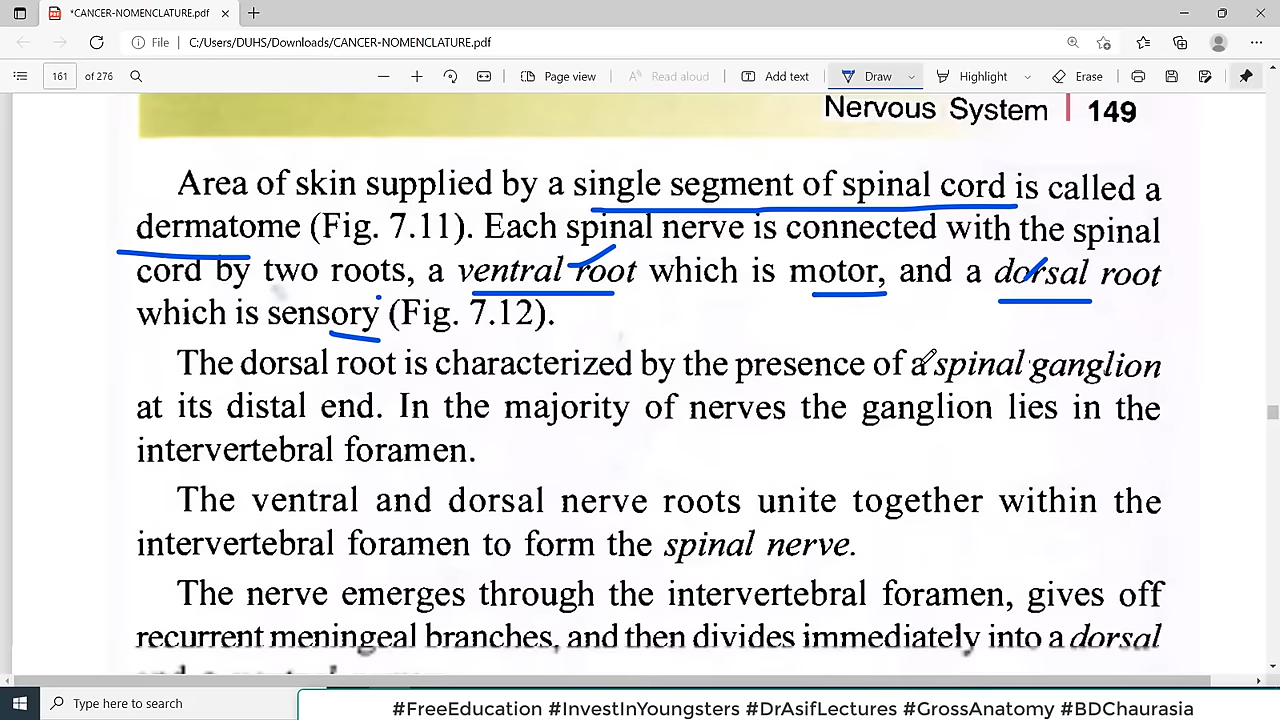 *CANCER-NOMENCLATURE.pdf
File C:/Users/DUHS/Downloads/CANCER-NOMENCLATURE.pdf
161 of 276 Page view Read aloud Add text Draw Highlight Erase
Nervous System 149
Area of skin supplied by a single segment of spinal cord is called a
dermatome (Fig. 7.11). Each spinal nerve is connected with the spinal
cord by two roots, a ventral root which is motor, and a dorsal root
which is sensory (Fig. 7.12).
The dorsal root is characterized by the presence of a spinal ganglion
at its distal end. In the majority of nerves the ganglion lies in the
intervertebral foramen.
The ventral and dorsal nerve roots unite together within the
intervertebral foramen to form the spinal nerve.
The nerve emerges through the intervertebral foramen, gives off
recurrent meningeal branches, and then divides immediately into a dorsal
Type here to search
#FreeEducation #InvestInYoungsters #DrAsifLectures #GrossAnatomy #BDChaurasia